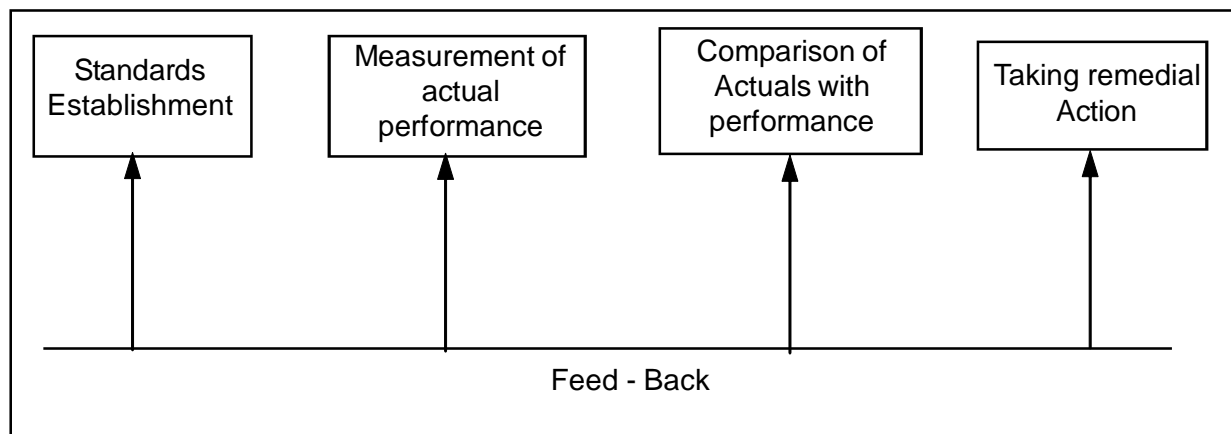 Standards
Establishment
Measurement of
actual
performance
Comparison of
Actuals with
performance
Taking remedial
Action
Feed - Back